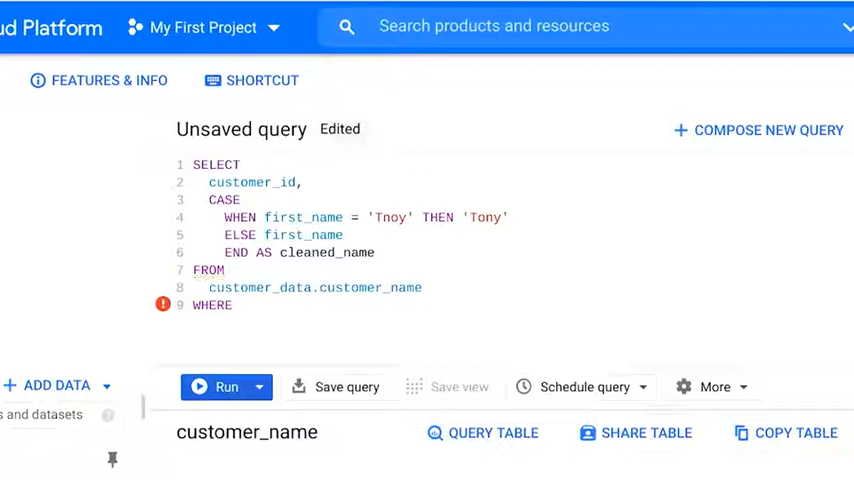 ud Platform My First Project Search products and resources
FEATURES & INFO SHORTCUT
Unsaved query Edited COMPOSE NEW QUERY
1 SELECT
2 customer_id,
3 CASE
4 WHEN first_name = 'Tnoy' THEN 'Tony'
5 ELSE first_name
6 END AS cleaned_name
7 FROM
8 customer_data.customer_name
9 WHERE
+ ADD DATA Run Save query Save view Schedule query More
s and datasets
customer_name QUERY TABLE SHARE TABLE COPY TABLE